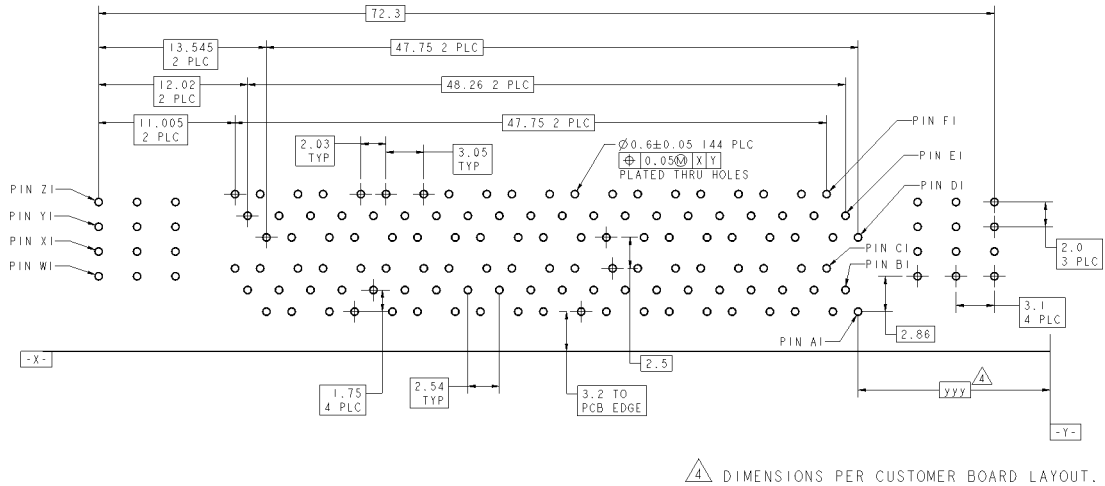 72.3
13.545
2 PLC
47.75 2 PLC
12.02
2 PLC
48.26 2 PLC
11.005
2 PLC
47.75 2 PLC
PIN F1
2.03
TYP
3.05
TYP
Ø0.6±0.05 144 PLC
⌖ 0.05Ⓜ X Y
PLATED THRU HOLES
PIN E1
PIN D1
PIN Z1
PIN Y1
PIN X1
PIN W1
2.0
3 PLC
PIN C1
PIN B1
3.1
4 PLC
PIN A1
2.86
-X-
2.5
1.75
4 PLC
2.54
TYP
3.2 TO
PCB EDGE
yyy 4
-Y-
4 DIMENSIONS PER CUSTOMER BOARD LAYOUT.